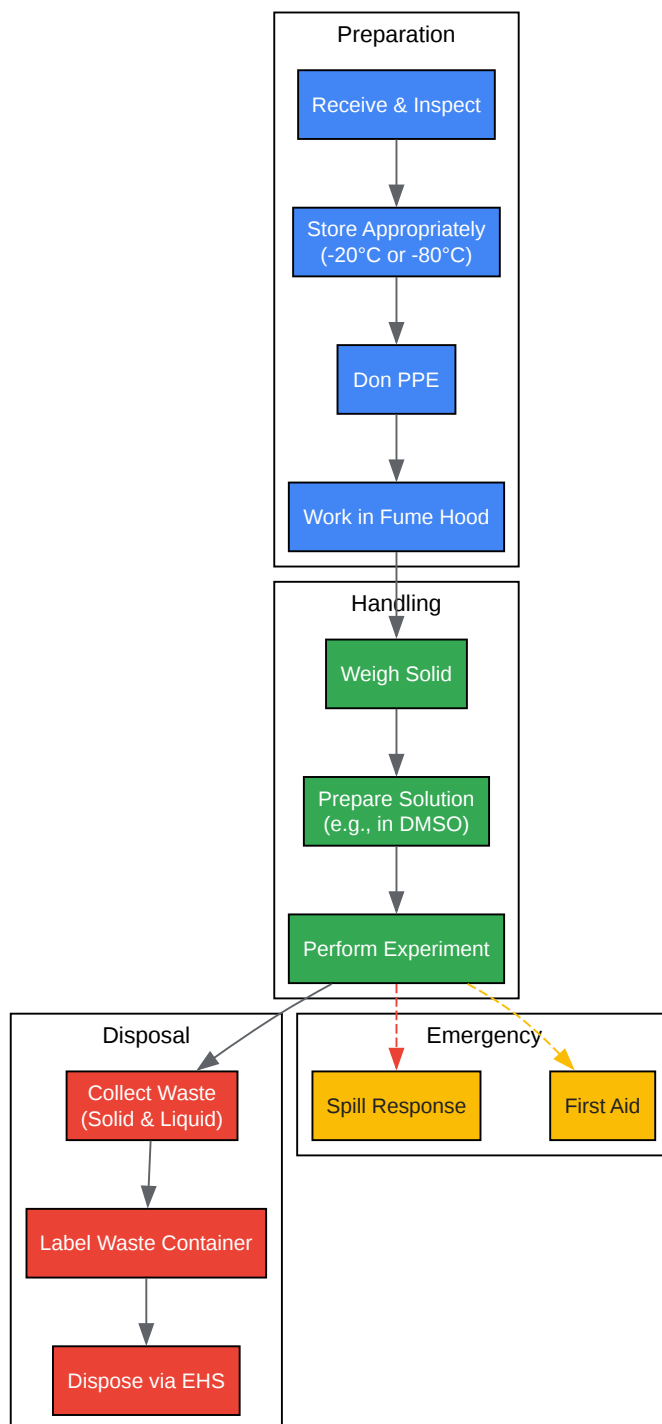 Preparation
Receive & Inspect
Store Appropriately
(-20°C or -80°C)
Don PPE
Work in Fume Hood
Handling
Weigh Solid
Prepare Solution
(e.g., in DMSO)
Perform Experiment
Disposal
Collect Waste
(Solid & Liquid)
Label Waste Container
Dispose via EHS
Emergency
Spill Response
First Aid